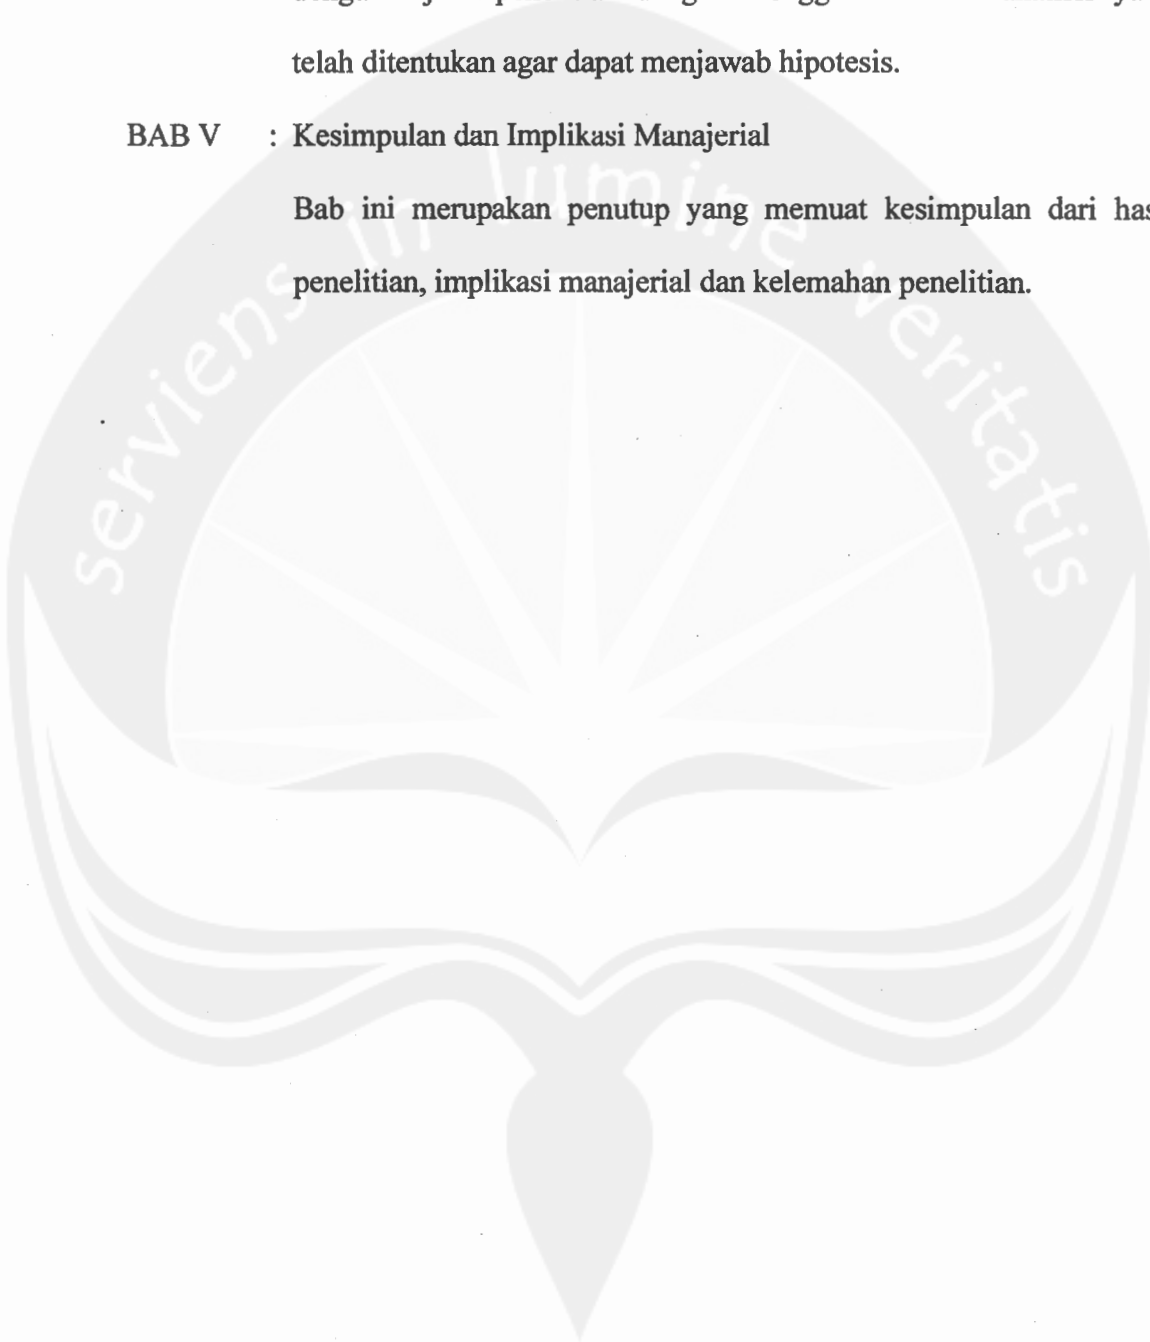 telah ditentukan agar dapat menjawab hipotesis.
BAB V : Kesimpulan dan Implikasi Manajerial
Bab ini merupakan penutup yang memuat kesimpulan dari
penelitian, implikasi manajerial dan kelemahan penelitian.
serviens in lumine veritatis